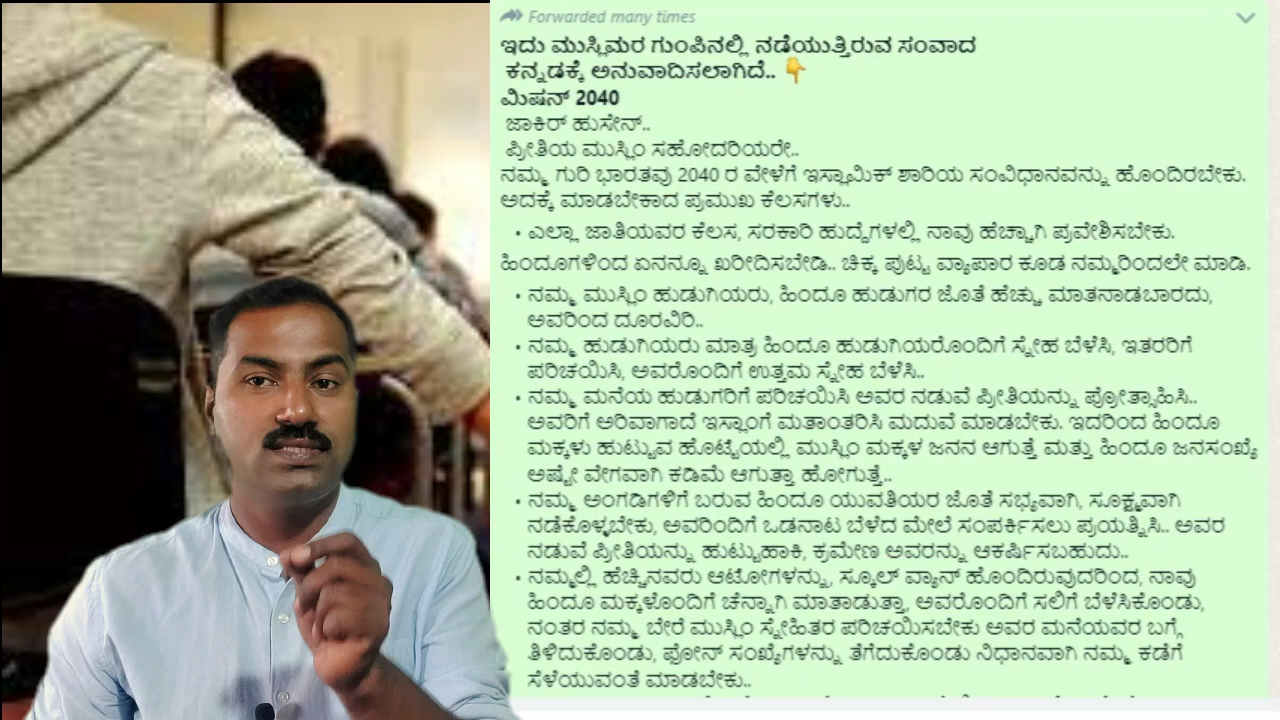 Forwarded many times
ಇದು ಮುಸ್ಲಿಮರ ಗುಂಪಿನಲ್ಲಿ ನಡೆಯುತ್ತಿರುವ ಸಂವಾದ
ಕನ್ನಡಕ್ಕೆ ಅನುವಾದಿಸಲಾಗಿದೆ.. 👇
ಮಿಷನ್ 2040
ಜಾಕಿರ್ ಹುಸೇನ್..
ಪ್ರೀತಿಯ ಮುಸ್ಲಿಂ ಸಹೋದರಿಯರೇ..
ನಮ್ಮ ಗುರಿ ಭಾರತವು 2040 ರ ವೇಳೆಗೆ ಇಸ್ಲಾಮಿಕ್ ಶಾರಿಯ ಸಂವಿಧಾನವನ್ನು ಹೊಂದಿರಬೇಕು.
ಅದಕ್ಕೆ ಮಾಡಬೇಕಾದ ಪ್ರಮುಖ ಕೆಲಸಗಳು..
• ಎಲ್ಲಾ ಜಾತಿಯವರ ಕೆಲಸ, ಸರಕಾರಿ ಹುದ್ದೆಗಳಲ್ಲಿ ನಾವು ಹೆಚ್ಚಾಗಿ ಪ್ರವೇಶಿಸಬೇಕು.
ಹಿಂದೂಗಳಿಂದ ಏನನ್ನೂ ಖರೀದಿಸಬೇಡಿ.. ಚಿಕ್ಕ ಪುಟ್ಟ ವ್ಯಾಪಾರ ಕೂಡ ನಮ್ಮರಿಂದಲೇ ಮಾಡಿ.
• ನಮ್ಮ ಮುಸ್ಲಿಂ ಹುಡುಗಿಯರು, ಹಿಂದೂ ಹುಡುಗರ ಜೊತೆ ಹೆಚ್ಚು ಮಾತನಾಡಬಾರದು,
ಅವರಿಂದ ದೂರವಿರಿ..
• ನಮ್ಮ ಹುಡುಗಿಯರು ಮಾತ್ರ ಹಿಂದೂ ಹುಡುಗಿಯರೊಂದಿಗೆ ಸ್ನೇಹ ಬೆಳೆಸಿ, ಇತರರಿಗೆ
ಪರಿಚಯಿಸಿ, ಅವರೊಂದಿಗೆ ಉತ್ತಮ ಸ್ನೇಹ ಬೆಳೆಸಿ..
• ನಮ್ಮ ಮನೆಯ ಹುಡುಗರಿಗೆ ಪರಿಚಯಿಸಿ ಅವರ ನಡುವೆ ಪ್ರೀತಿಯನ್ನು ಪ್ರೋತ್ಸಾಹಿಸಿ..
ಅವರಿಗೆ ಅರಿವಾಗಾದೆ ಇಸ್ಲಾಂಗೆ ಮತಾಂತರಿಸಿ ಮದುವೆ ಮಾಡಬೇಕು. ಇದರಿಂದ ಹಿಂದೂ
ಮಕ್ಕಳು ಹುಟ್ಟುವ ಹೊಟ್ಟೆಯಲ್ಲಿ ಮುಸ್ಲಿಂ ಮಕ್ಕಳ ಜನನ ಆಗುತ್ತೆ ಮತ್ತು ಹಿಂದೂ ಜನಸಂಖ್ಯೆ
ಅಷ್ಟೇ ವೇಗವಾಗಿ ಕಡಿಮೆ ಆಗುತ್ತಾ ಹೋಗುತ್ತೆ..
• ನಮ್ಮ ಅಂಗಡಿಗಳಿಗೆ ಬರುವ ಹಿಂದೂ ಯುವತಿಯರ ಜೊತೆ ಸಭ್ಯವಾಗಿ, ಸೂಕ್ಷ್ಮವಾಗಿ
ನಡೆಕೊಳ್ಳಬೇಕು, ಅವರಿಂದಿಗೆ ಒಡನಾಟ ಬೆಳೆದ ಮೇಲೆ ಸಂಪರ್ಕಿಸಲು ಪ್ರಯತ್ನಿಸಿ.. ಅವರ
ನಡುವೆ ಪ್ರೀತಿಯನ್ನು ಹುಟ್ಟುಹಾಕಿ, ಕ್ರಮೇಣ ಅವರನ್ನು ಆಕರ್ಷಿಸಬಹುದು..
• ನಮ್ಮಲ್ಲಿ ಹೆಚ್ಚಿನವರು ಆಟೋಗಳನ್ನು, ಸ್ಕೂಲ್ ವ್ಯಾನ್ ಹೊಂದಿರುವುದರಿಂದ, ನಾವು
ಹಿಂದೂ ಮಕ್ಕಳೊಂದಿಗೆ ಚೆನ್ನಾಗಿ ಮಾತಾಡುತ್ತಾ, ಅವರೊಂದಿಗೆ ಸಲಿಗೆ ಬೆಳೆಸಿಕೊಂಡು,
ನಂತರ ನಮ್ಮ ಬೇರೆ ಮುಸ್ಲಿಂ ಸ್ನೇಹಿತರ ಪರಿಚಯಿಸಬೇಕು ಅವರ ಮನೆಯವರ ಬಗ್ಗೆ
ತಿಳಿದುಕೊಂಡು, ಫೋನ್ ಸಂಖ್ಯೆಗಳನ್ನು ತೆಗೆದುಕೊಂಡು ನಿಧಾನವಾಗಿ ನಮ್ಮ ಕಡೆಗೆ
ಸೆಳೆಯುವಂತೆ ಮಾಡಬೇಕು..